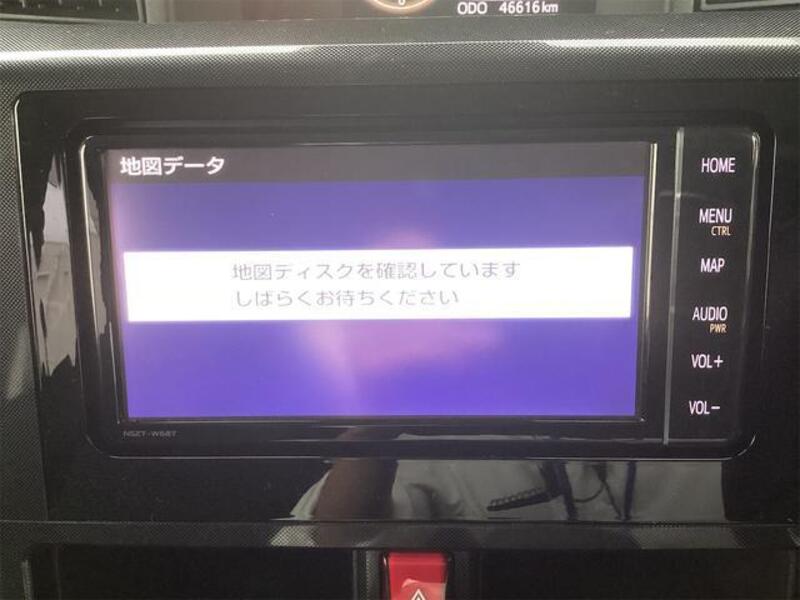 ODO 46616km
地図データ
地図ディスクを確認しています
しばらくお待ちください
HOME
MENU
CTRL
MAP
AUDIO
PWR
VOL+
VOL-
NSZT-W68T